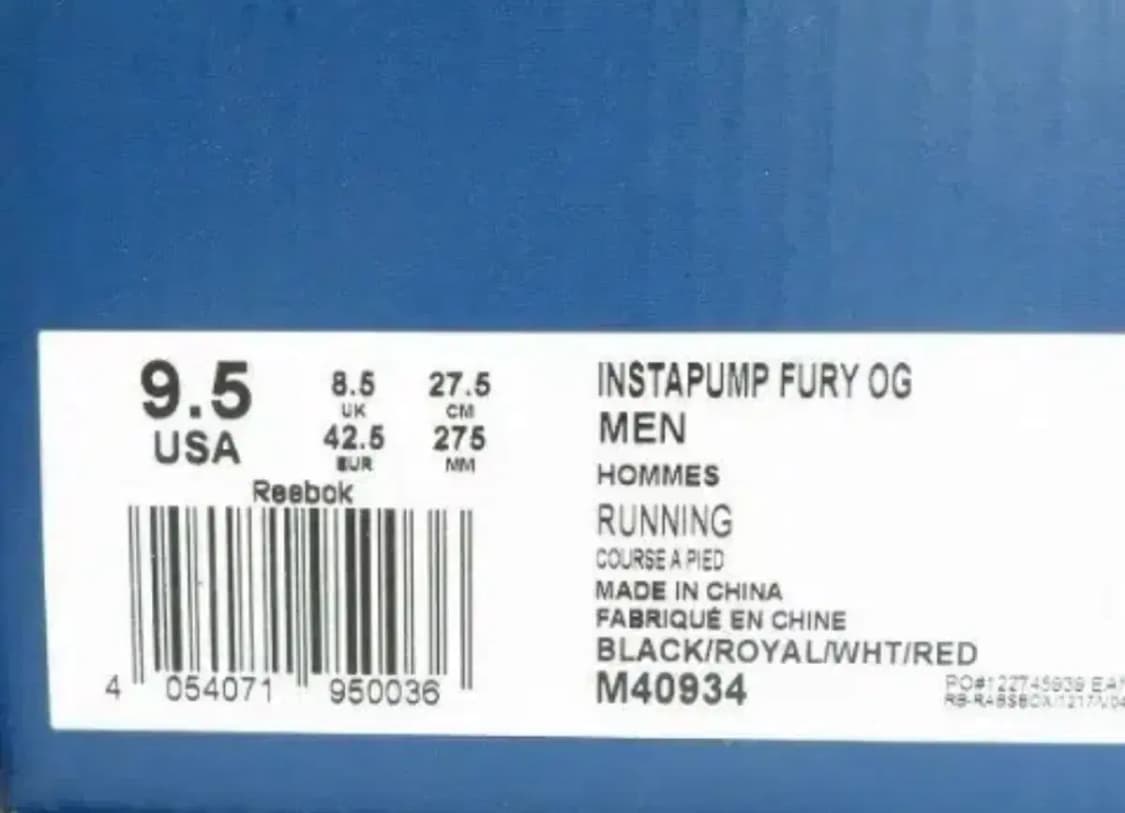 9.5
USA
8.5
UK
42.5
EUR
27.5
CM
275
MM
Reebok
4 054071 950036
INSTAPUMP FURY OG
MEN
HOMMES
RUNNING
COURSE A PIED
MADE IN CHINA
FABRIQUÉ EN CHINE
BLACK/ROYAL/WHT/RED
M40934